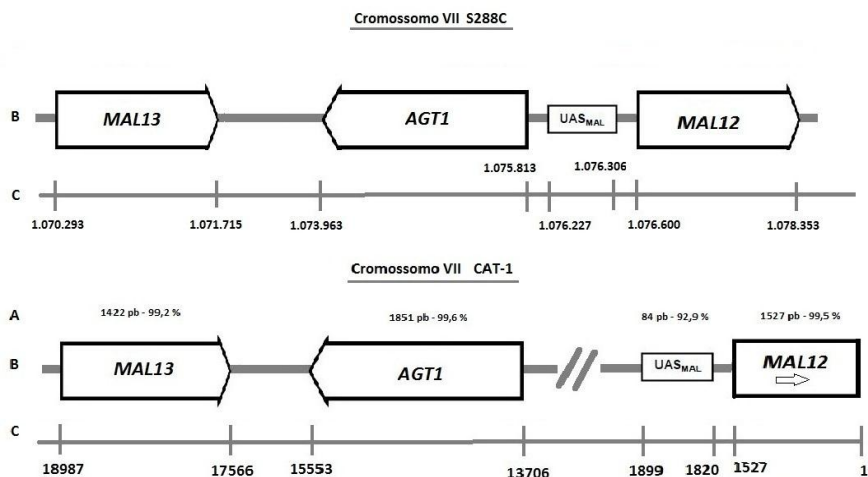 Cromossomo VII S288C
B MAL13 AGT1 UASMAL MAL12
1.075.813 1.076.306
C
1.070.293 1.071.715 1.073.963 1.076.227 1.076.600 1.078.353
Cromossomo VII CAT-1
A 1422 pb - 99,2 % 1851 pb - 99,6 % 84 pb - 92,9 % 1527 pb - 99,5 %
B MAL13 AGT1 UASMAL MAL12
C
18987 17566 15553 13706 1899 1820 1527 1